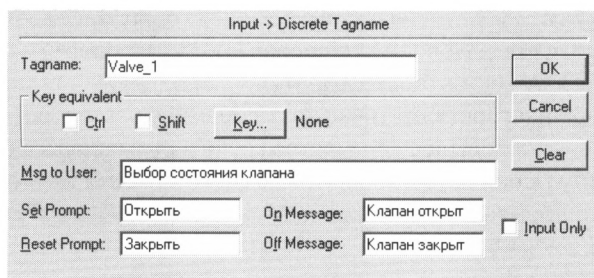 Input -> Discrete Tagname
Tagname: Valve_1
OK
Key equivalent
Ctrl Shift Key... None
Cancel
Clear
Msg to User: Выбор состояния клапана
Set Prompt: Открыть On Message: Клапан открыт
Input Only
Reset Prompt: Закрыть Off Message: Клапан закрыт